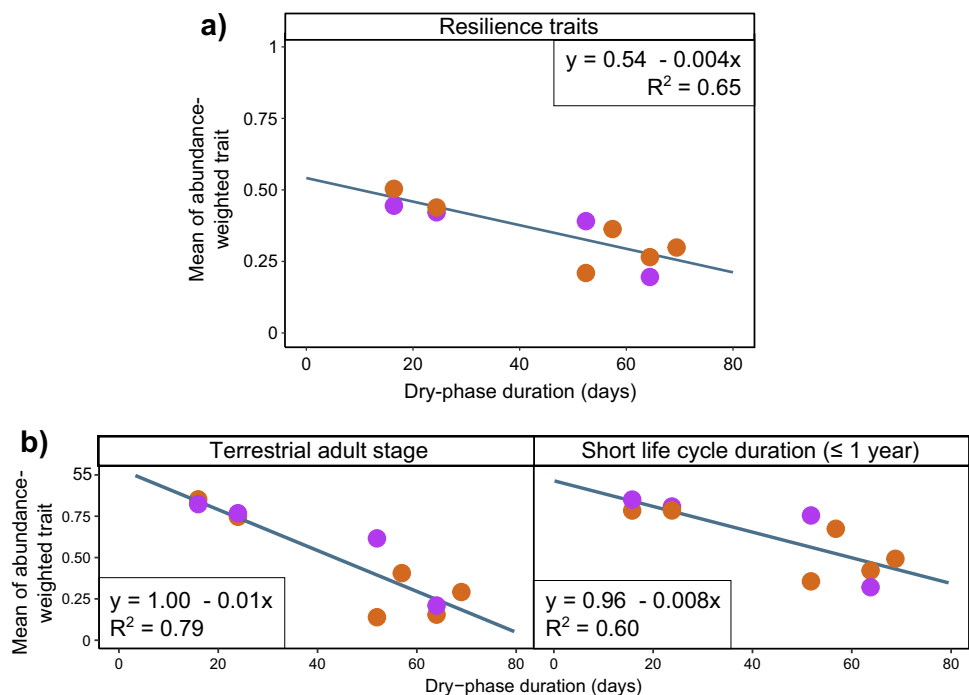 a)
Resilience traits
y = 0.54 - 0.004x
R² = 0.65
Mean of abundance-
weighted trait
1
0.75
0.50
0.25
0
0 20 40 60 80
Dry-phase duration (days)
b)
Terrestrial adult stage
Short life cycle duration (≤ 1 year)
Mean of abundance-
weighted trait
55
0.75
0.50
0.25
0
y = 1.00 - 0.01x
R² = 0.79
y = 0.96 - 0.008x
R² = 0.60
0 20 40 60 80
0 20 40 60 80
Dry−phase duration (days)